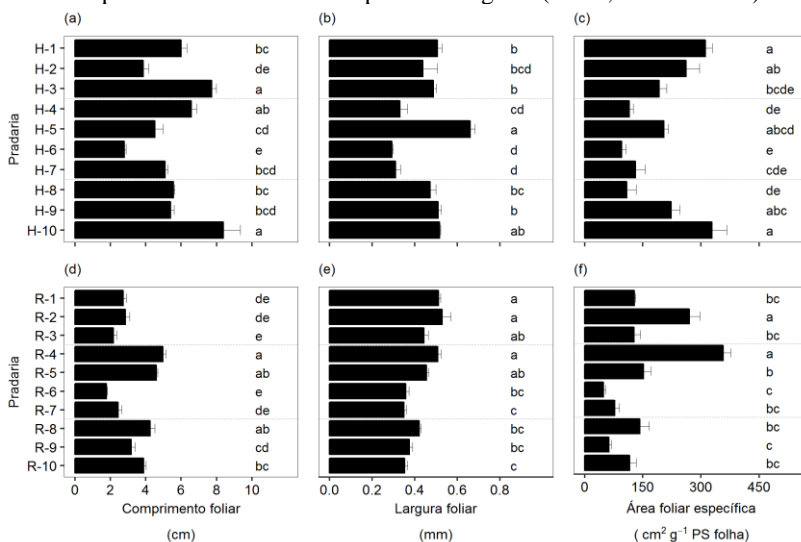 (a) (b) (c)
H-1 bc b a
H-2 de bcd ab
H-3 a b bcde
H-4 ab cd de
H-5 cd a abcd
H-6 e d e
H-7 bcd d cde
H-8 bc bc de
H-9 bcd b abc
H-10 a ab a
Pradaria
(d) (e) (f)
R-1 de a bc
R-2 de a a
R-3 e ab bc
R-4 a a a
R-5 ab ab b
R-6 e bc c
R-7 de c bc
R-8 ab bc bc
R-9 cd bc c
R-10 bc c bc
Pradaria
0 2 4 6 8 10 0.0 0.2 0.4 0.6 0.8 0 150 300 450
Comprimento foliar Largura foliar Área foliar específica
(cm) (mm) ( cm² g⁻¹ PS folha)